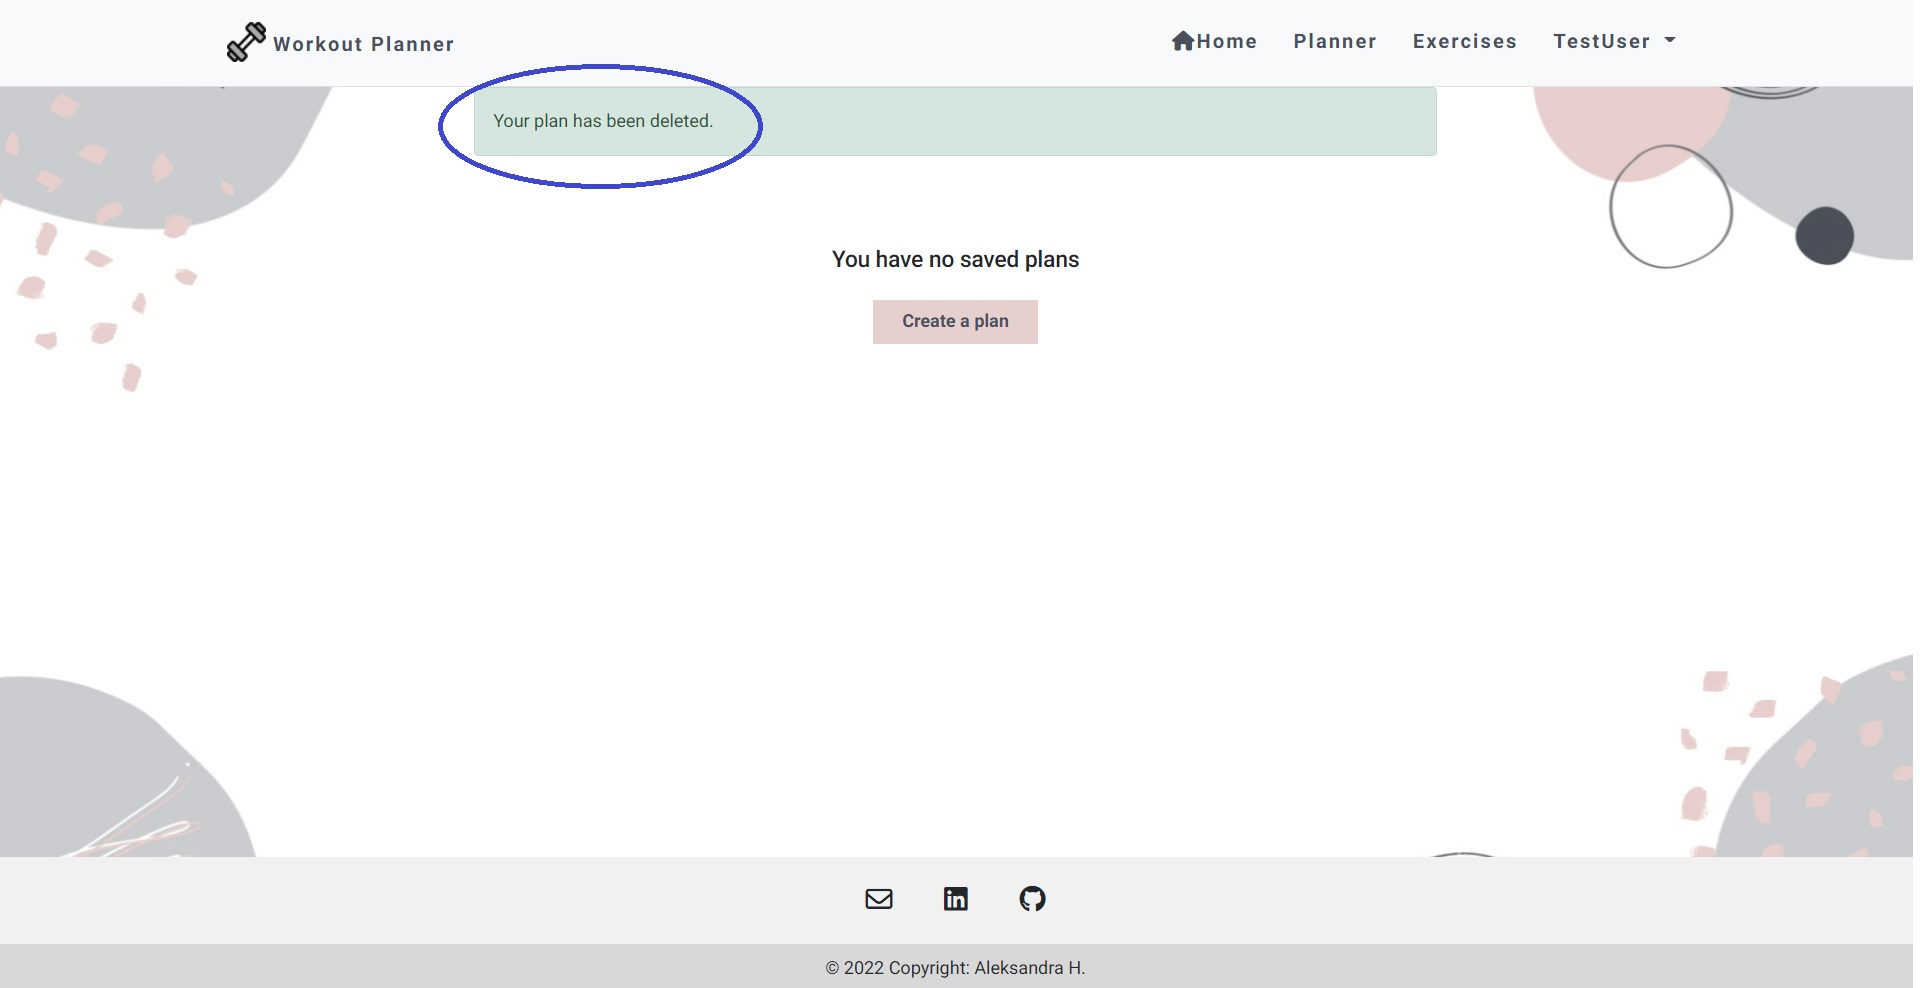 Workout Planner
Home Planner Exercises TestUser
Your plan has been deleted.
You have no saved plans
Create a plan
© 2022 Copyright: Aleksandra H.